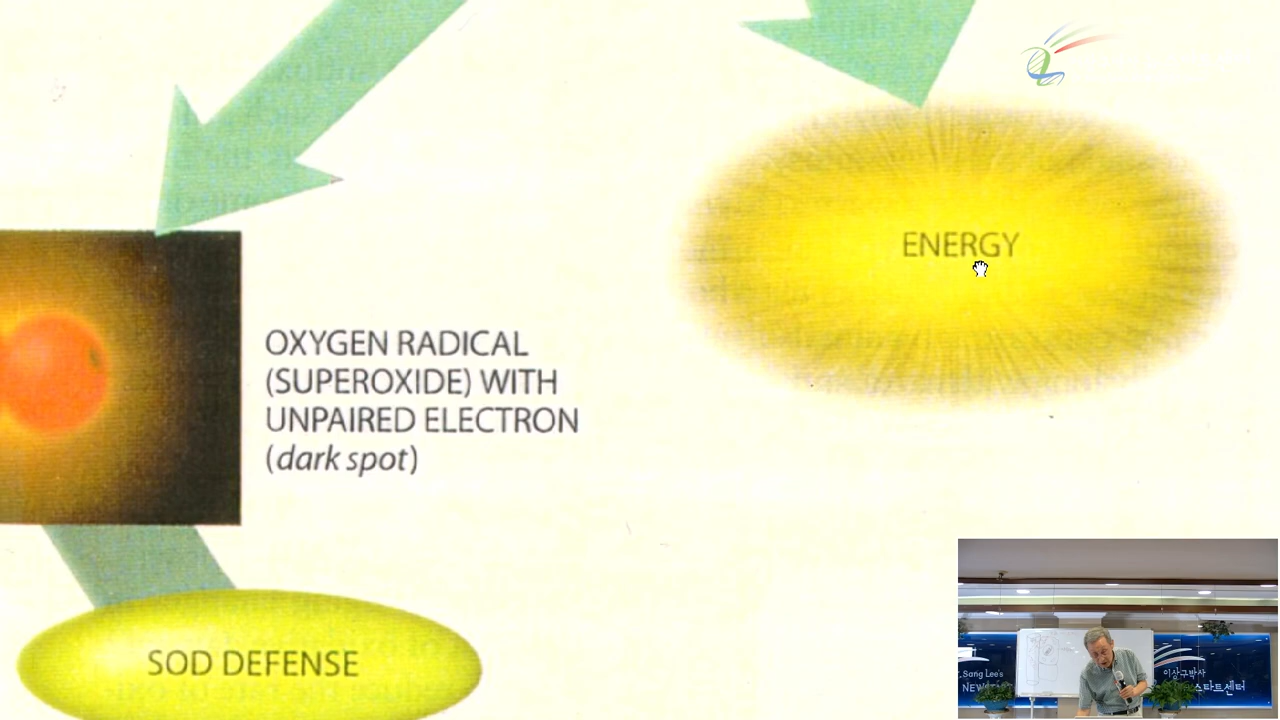 ENERGY
OXYGEN RADICAL
(SUPEROXIDE) WITH
UNPAIRED ELECTRON
(dark spot)
SOD DEFENSE
Sang Lee's
이상구박사
NEW
스타트센터